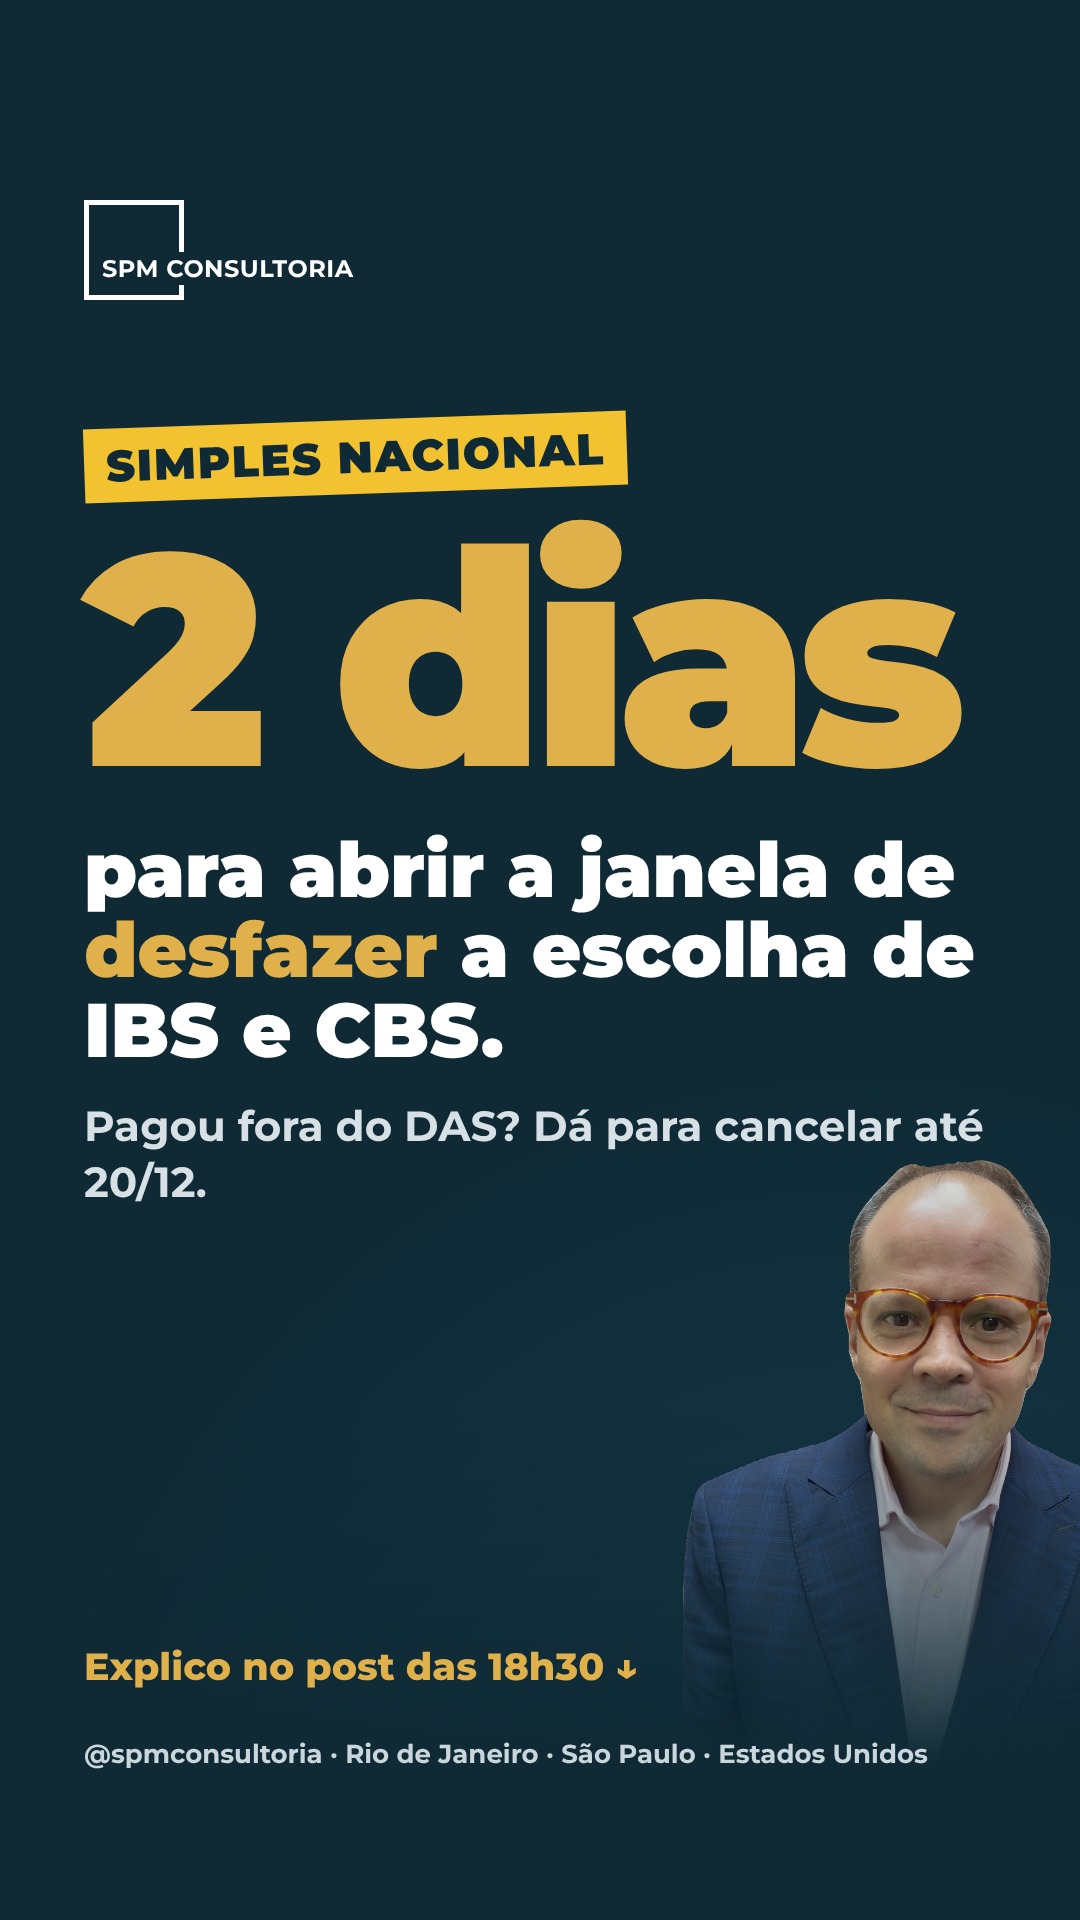 SPM CONSULTORIA
SIMPLES NACIONAL
2 dias
para abrir a janela de
desfazer a escolha de
IBS e CBS.
Pagou fora do DAS? Dá para cancelar até
20/12.
Explico no post das 18h30 ↓
@spmconsultoria · Rio de Janeiro · São Paulo · Estados Unidos